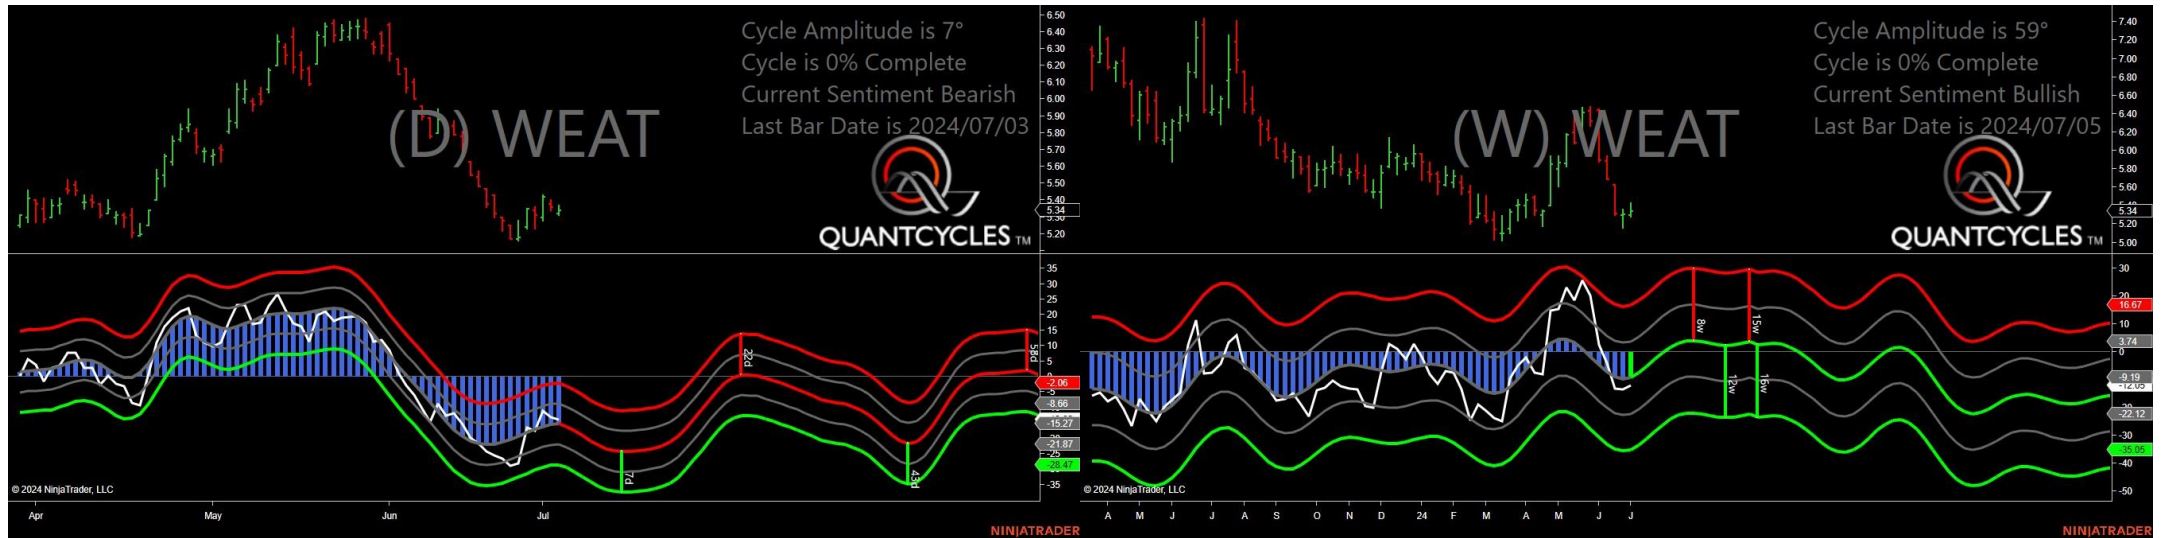 Cycle Amplitude is 7°
Cycle is 0% Complete
Current Sentiment Bearish
Last Bar Date is 2024/07/03
(D) WEAT
QUANTCYCLES TM
6.50
6.40
6.30
6.20
6.10
6.00
5.90
5.80
5.70
5.60
5.50
5.40
5.34
5.30
5.20
35
30
25
20
15
10
5
0
-2.06
-5
-8.66
-15.27
-21.87
-28.47
-35
7d
22d
43d
58d
© 2024 NinjaTrader, LLC
Apr May Jun Jul
NINJATRADER
Cycle Amplitude is 59°
Cycle is 0% Complete
Current Sentiment Bullish
Last Bar Date is 2024/07/05
(W) WEAT
QUANTCYCLES TM
7.40
7.20
7.00
6.80
6.60
6.40
6.20
6.00
5.80
5.60
5.34
5.20
5.00
30
16.67
10
3.74
0
-9.19
-12.05
-22.12
-30
-35.05
-40
-50
8w
12w
15w
16w
© 2024 NinjaTrader, LLC
A M J J A S O N D 24 F M A M J J
NINJATRADER